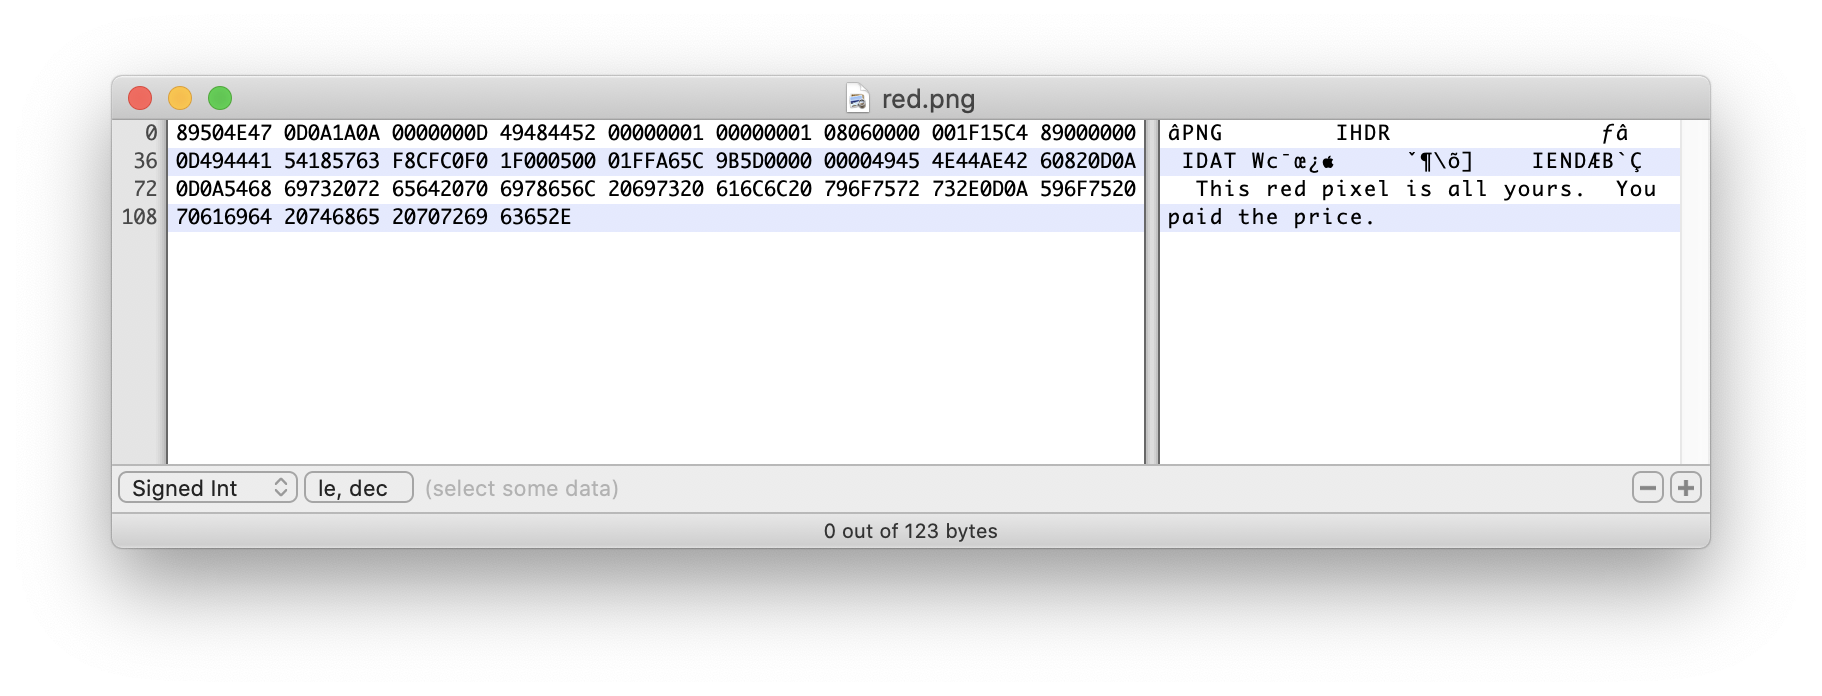 red.png
0 89504E47 0D0A1A0A 0000000D 49484452 00000001 00000001 08060000 001F15C4 89000000 âPNG IHDR ƒâ
36 0D494441 54185763 F8CFC0F0 1F000500 01FFA65C 9B5D0000 00004945 4E44AE42 60820D0A IDAT Wc¯œ¿ ˇ¶\õ] IENDÆB`Ç
72 0D0A5468 69732072 65642070 6978656C 20697320 616C6C20 796F7572 732E0D0A 596F7520 This red pixel is all yours. You
108 70616964 20746865 20707269 63652E paid the price.
Signed Int le, dec (select some data)
0 out of 123 bytes